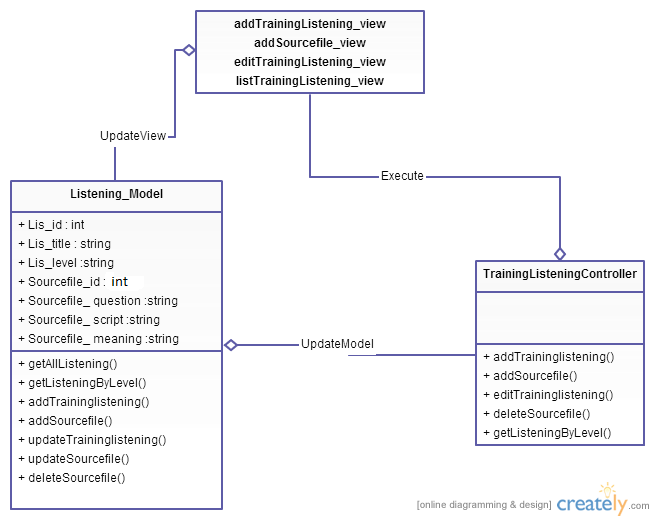 addTrainingListening_view
addSourcefile_view
editTrainingListening_view
listTrainingListening_view
UpdateView
Execute
Listening_Model
+ Lis_id : int
+ Lis_title : string
+ Lis_level :string
+ Sourcefile_id : int
+ Sourcefile_ question :string
+ Sourcefile_ script :string
+ Sourcefile_ meaning :string
+ getAllListening()
+ getListeningByLevel()
+ addTraininglistening()
+ addSourcefile()
+ updateTraininglistening()
+ updateSourcefile()
+ deleteSourcefile()
UpdateModel
TrainingListeningController
+ addTraininglistening()
+ addSourcefile()
+ editTraininglistening()
+ deleteSourcefile()
+ getListeningByLevel()
[online diagramming & design] creately.com